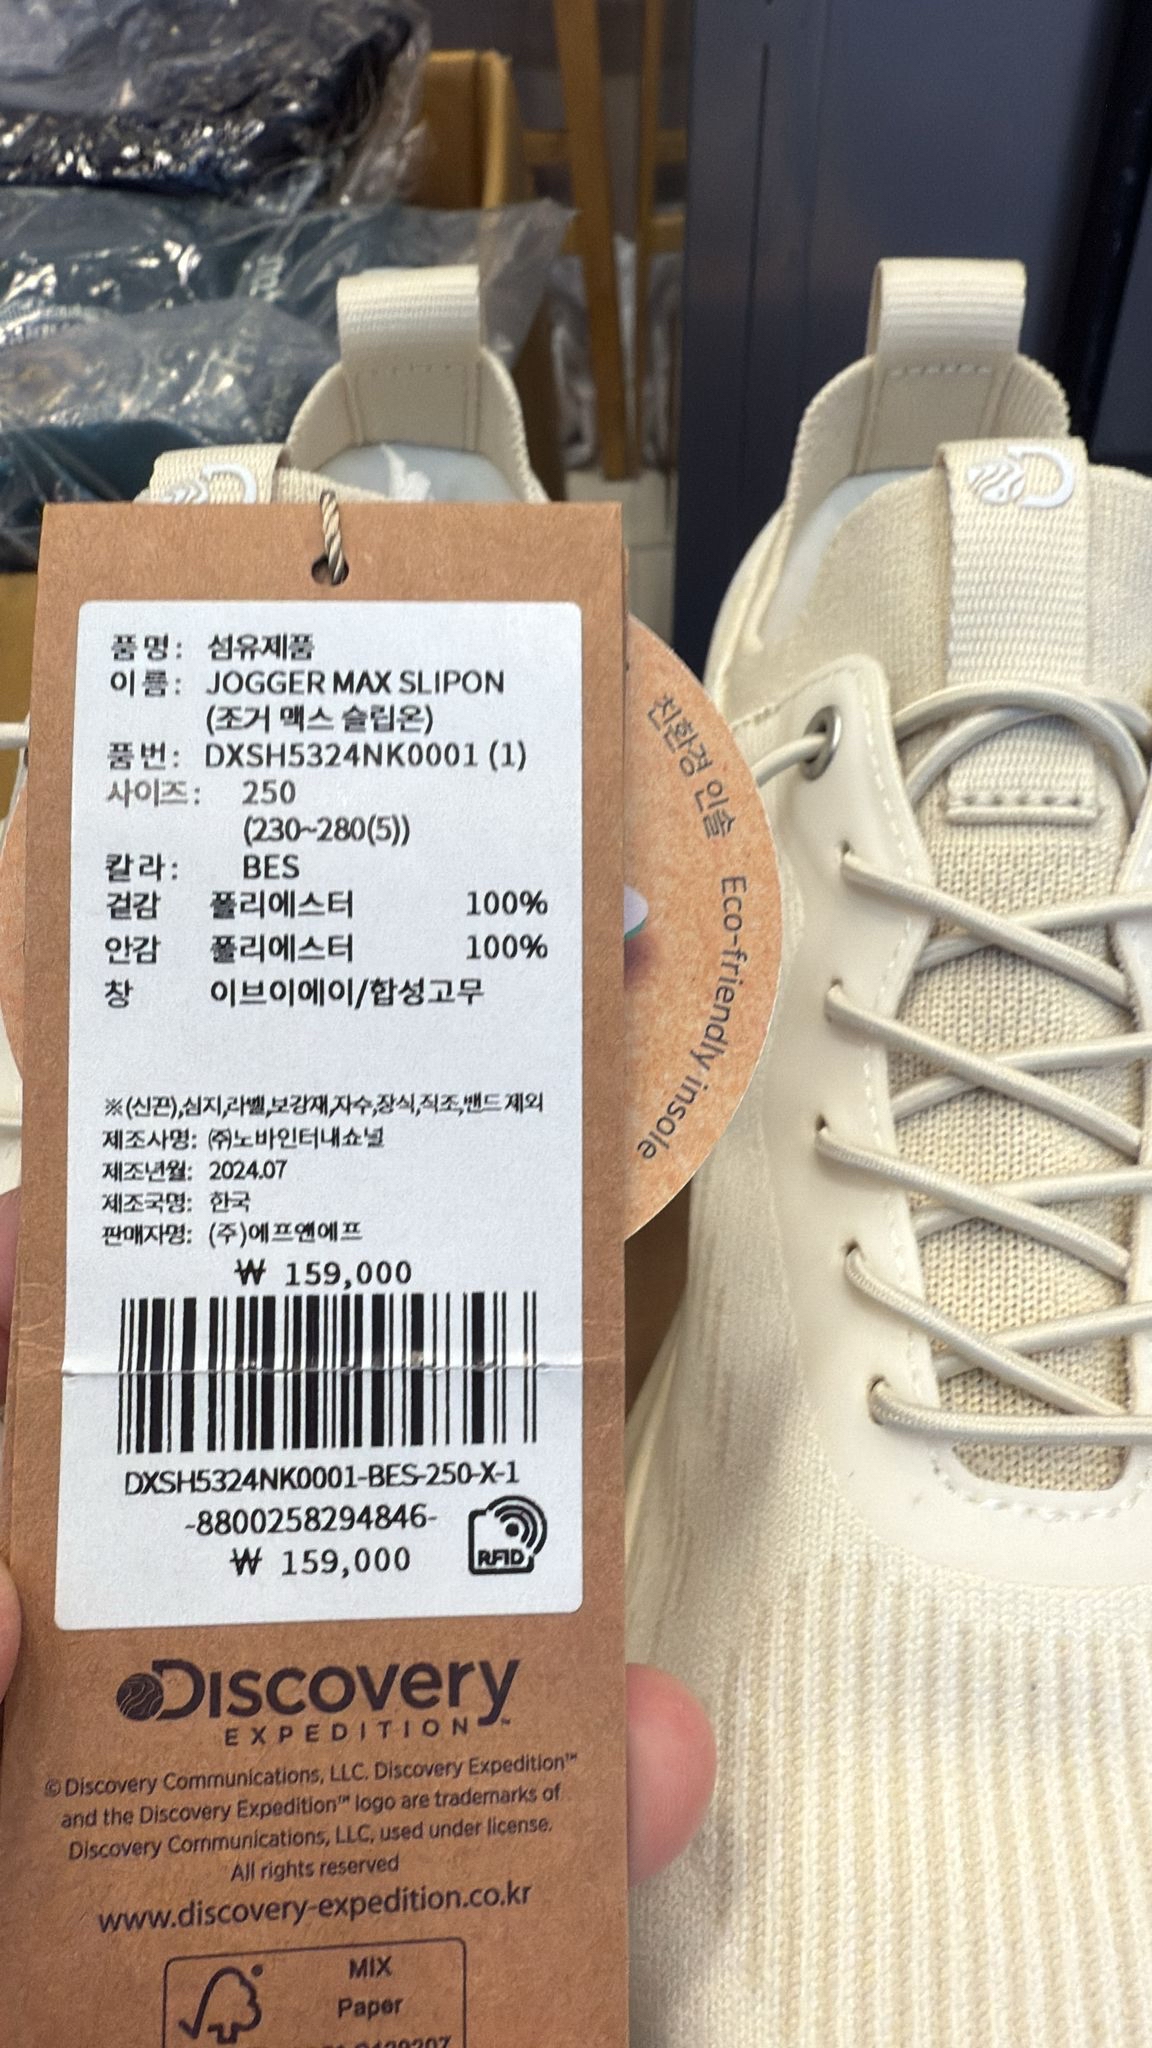 품명: 섬유제품
이름: JOGGER MAX SLIPON
(조거 맥스 슬립온)
품번: DXSH5324NK0001 (1)
사이즈: 250
(230~280(5))
칼라: BES
겉감 폴리에스터 100%
안감 폴리에스터 100%
창 이브이에이/합성고무
※(신끈),심지,라벨,보강재,자수,장식,직조,밴드 제외
제조사명: ㈜노바인터내쇼널
제조년월: 2024.07
제조국명: 한국
판매자명: (주)에프앤에프
₩ 159,000
DXSH5324NK0001-BES-250-X-1
-8800258294846-
₩ 159,000
RFID
DISCOVERY
EXPEDITION™
©Discovery Communications, LLC. Discovery Expedition™
and the Discovery Expedition™ logo are trademarks of
Discovery Communications, LLC, used under license.
All rights reserved
www.discovery-expedition.co.kr
MIX
Paper
친환경 인솔 Eco-friendly insole